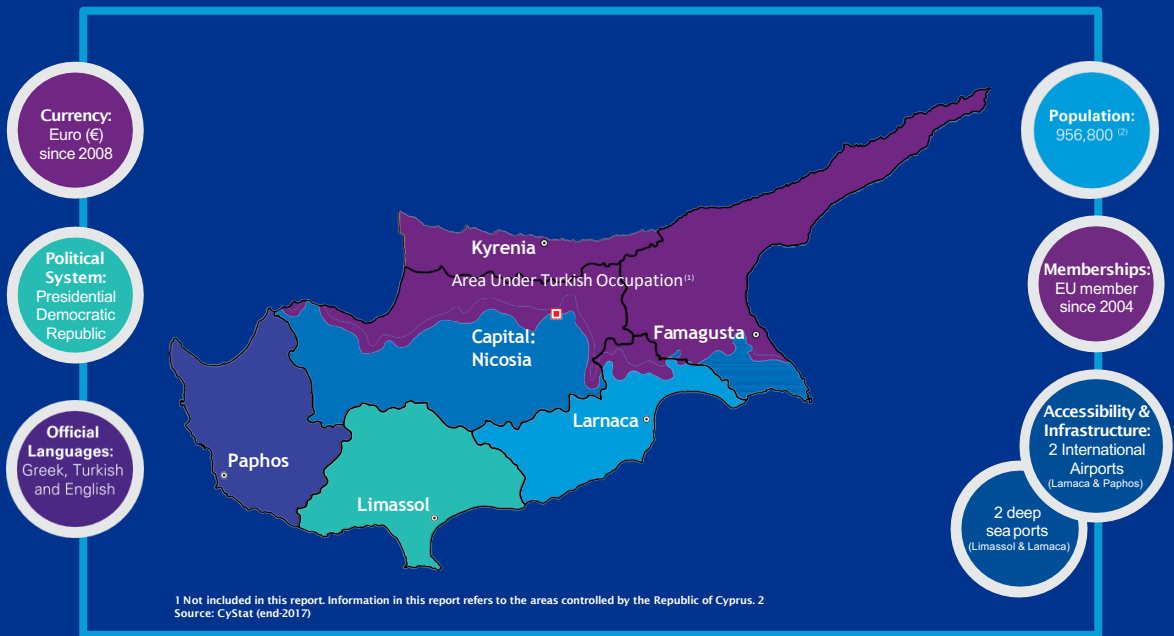 Currency:
Euro (€)
since 2008
Political
System:
Presidential
Democratic
Republic
Official
Languages:
Greek, Turkish
and English
Kyrenia
Area Under Turkish Occupation(1)
Capital:
Nicosia
Famagusta
Larnaca
Paphos
Limassol
Population:
956,800 (2)
Memberships:
EU member
since 2004
Accessibility &
Infrastructure:
2 International
Airports
(Larnaca & Paphos)
2 deep
sea ports
(Limassol & Larnaca)
1 Not included in this report. Information in this report refers to the areas controlled by the Republic of Cyprus. 2
Source: CyStat (end-2017)